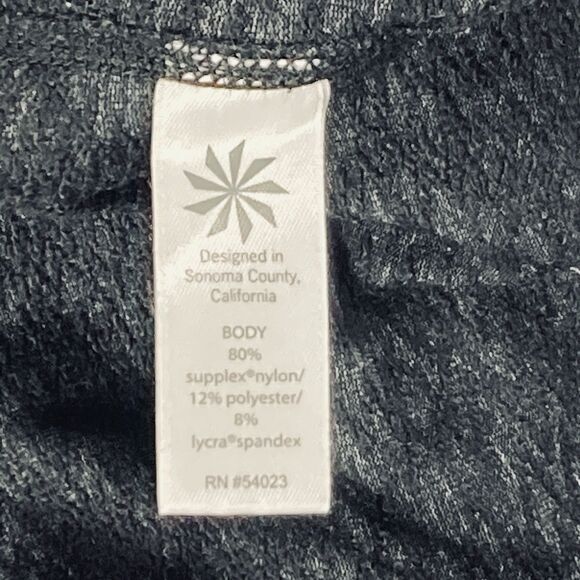 Designed in
Sonoma County,
California
BODY
80%
supplex®nylon/
12% polyester/
8%
lycra®spandex
RN #54023